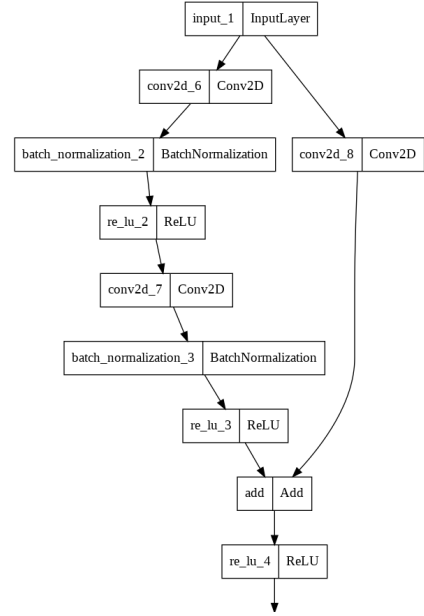 input_1 InputLayer
conv2d_6 Conv2D
batch_normalization_2 BatchNormalization
conv2d_8 Conv2D
re_lu_2 ReLU
conv2d_7 Conv2D
batch_normalization_3 BatchNormalization
re_lu_3 ReLU
add Add
re_lu_4 ReLU